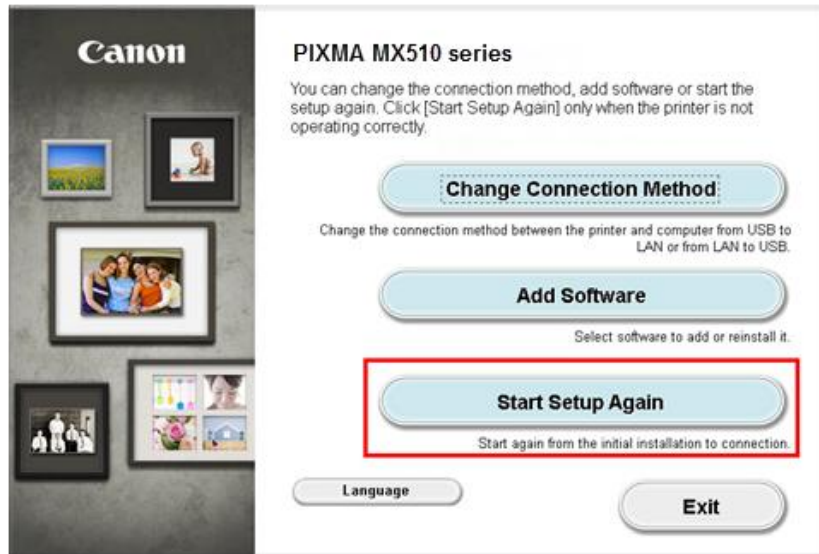 Canon
PIXMA MX510 series
You can change the connection method, add software or start the
setup again. Click [Start Setup Again] only when the printer is not
operating correctly.
Change Connection Method
Change the connection method between the printer and computer from USB to
LAN or from LAN to USB.
Add Software
Select software to add or reinstall it.
Start Setup Again
Start again from the initial installation to connection.
Language
Exit